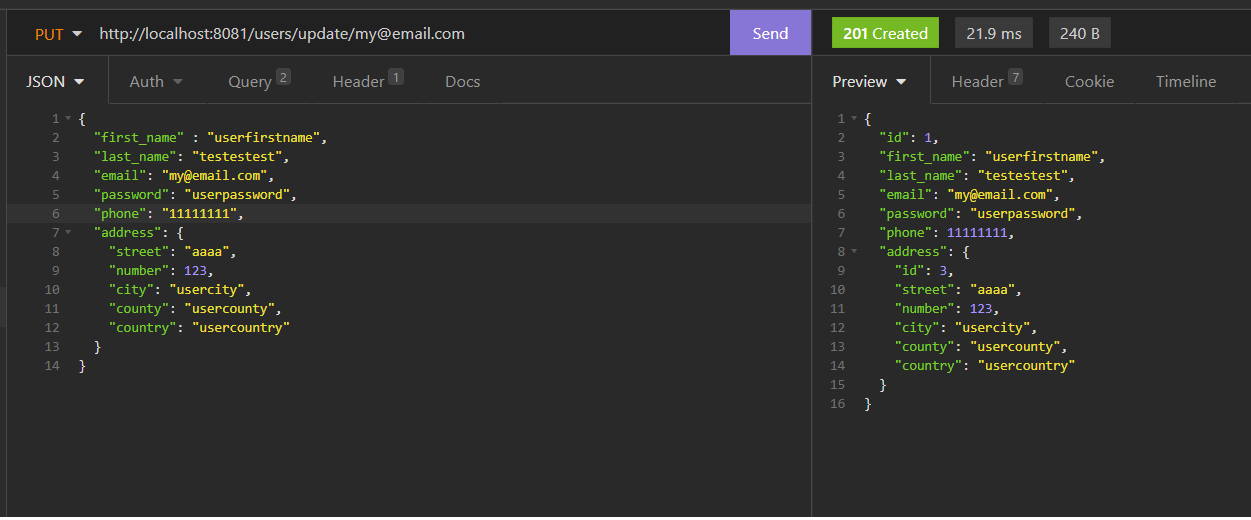 PUT http://localhost:8081/users/update/my@email.com Send
201 Created 21.9 ms 240 B
JSON Auth Query 2 Header 1 Docs
Preview Header 7 Cookie Timeline
1 {
2 "first_name" : "userfirstname",
3 "last_name": "testestest",
4 "email": "my@email.com",
5 "password": "userpassword",
6 "phone": "11111111",
7 "address": {
8 "street": "aaaa",
9 "number": 123,
10 "city": "usercity",
11 "county": "usercounty",
12 "country": "usercountry"
13 }
14 }
1 {
2 "id": 1,
3 "first_name": "userfirstname",
4 "last_name": "testestest",
5 "email": "my@email.com",
6 "password": "userpassword",
7 "phone": 11111111,
8 "address": {
9 "id": 3,
10 "street": "aaaa",
11 "number": 123,
12 "city": "usercity",
13 "county": "usercounty",
14 "country": "usercountry"
15 }
16 }